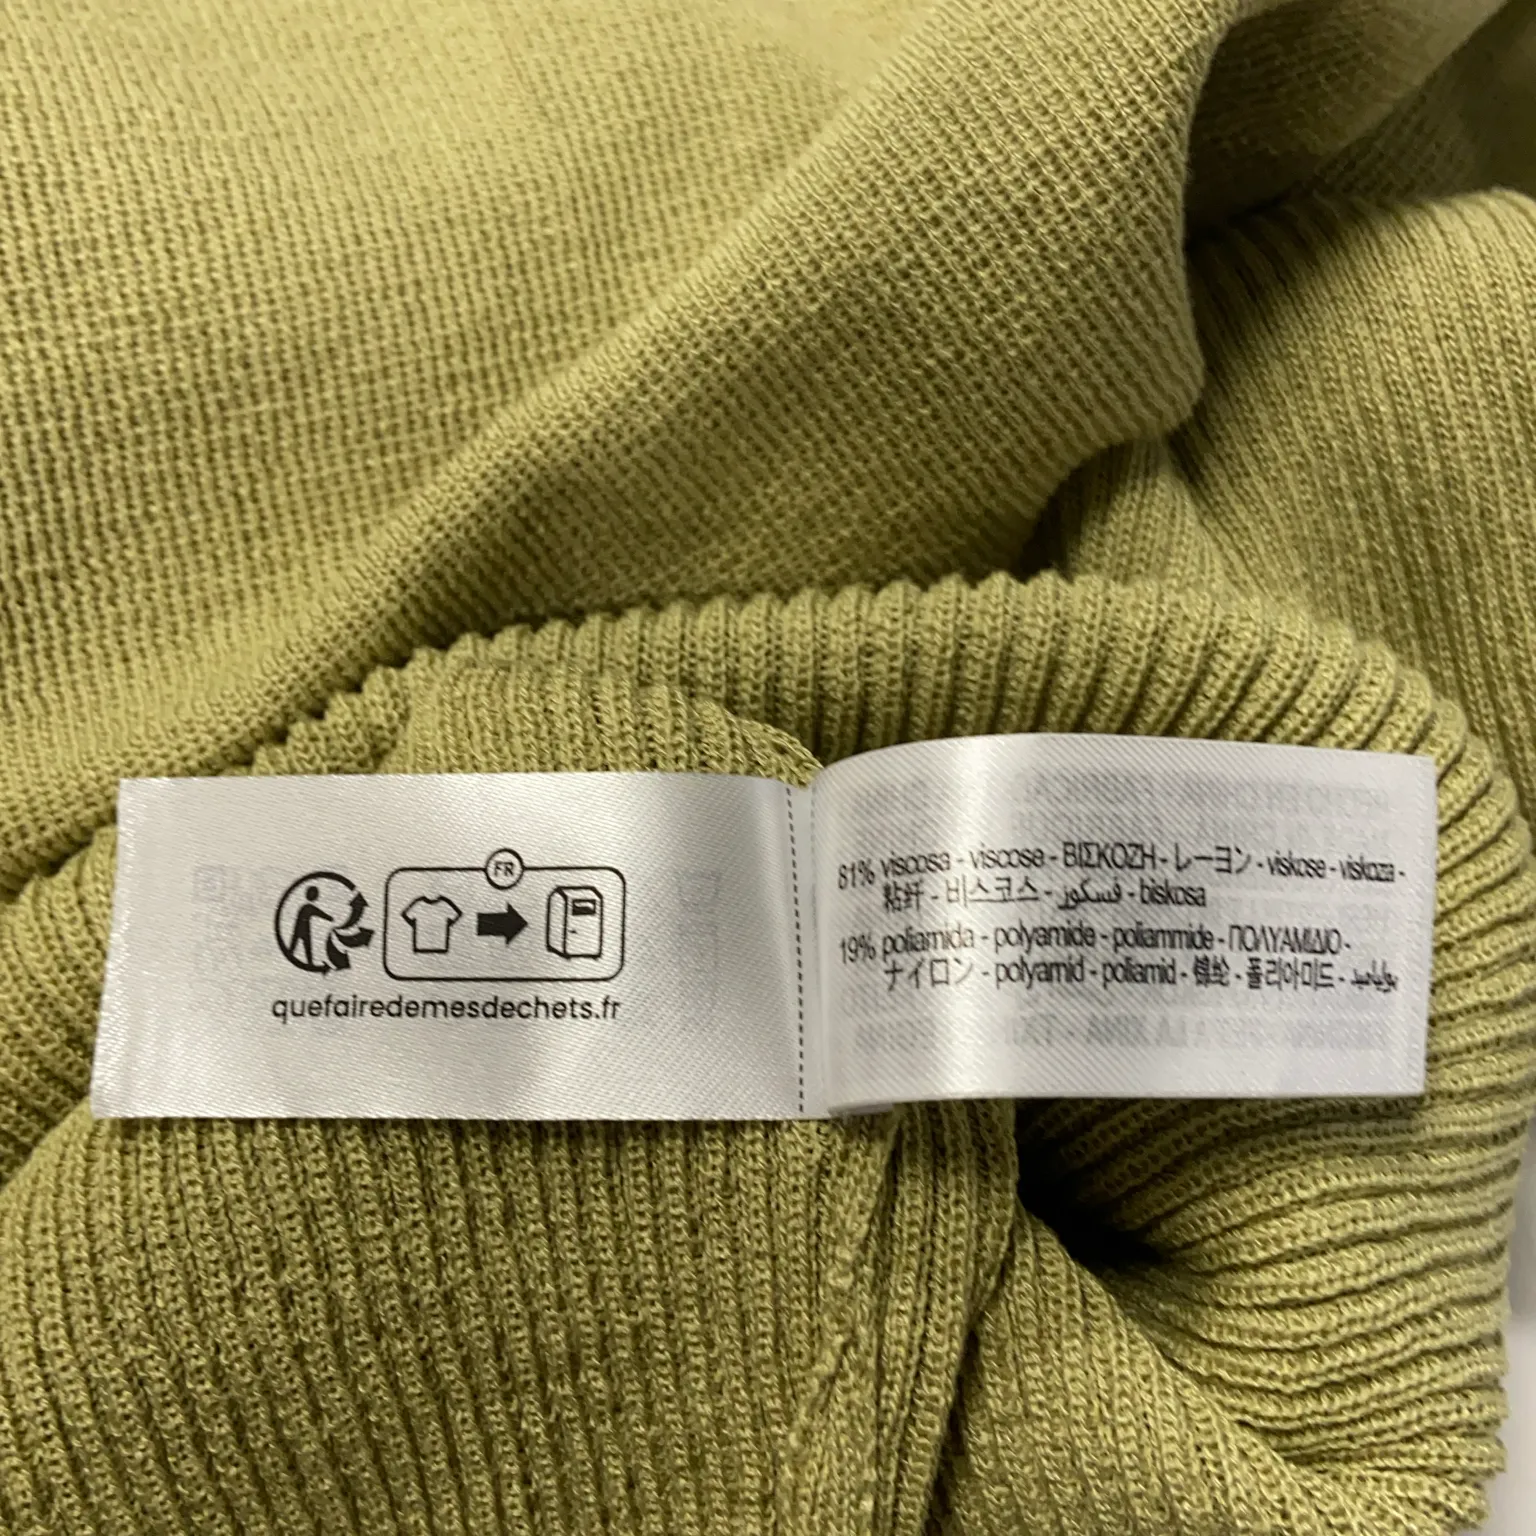 FR
quefairedemesdechets.fr
81% viscosa - viscose - ΒΙΣΚΟΖΗ - レーヨン - viskose - viskoza -
粘纤 - 비스코스 - فسكوز - biskosa
19% poliamida - polyamide - poliammide - ΠΟΛΥΑΜΙΔΙΟ -
ナイロン - polyamid - poliamid - 锦纶 - 폴리아미드 - بولياميد